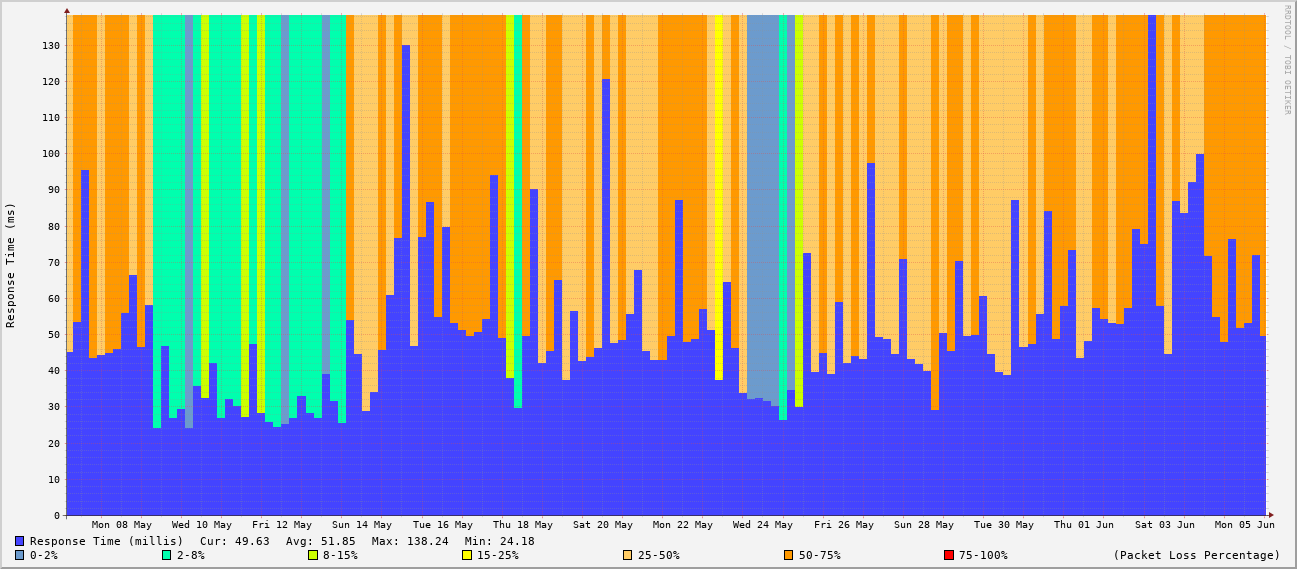 RRDTOOL / TOBI OETIKER
Response Time (ms)
130
120
110
100
90
80
70
60
50
40
30
20
10
0
Mon 08 May Wed 10 May Fri 12 May Sun 14 May Tue 16 May Thu 18 May Sat 20 May Mon 22 May Wed 24 May Fri 26 May Sun 28 May Tue 30 May Thu 01 Jun Sat 03 Jun Mon 05 Jun
Response Time (millis) Cur: 49.63 Avg: 51.85 Max: 138.24 Min: 24.18
0-2% 2-8% 8-15% 15-25% 25-50% 50-75% 75-100% (Packet Loss Percentage)